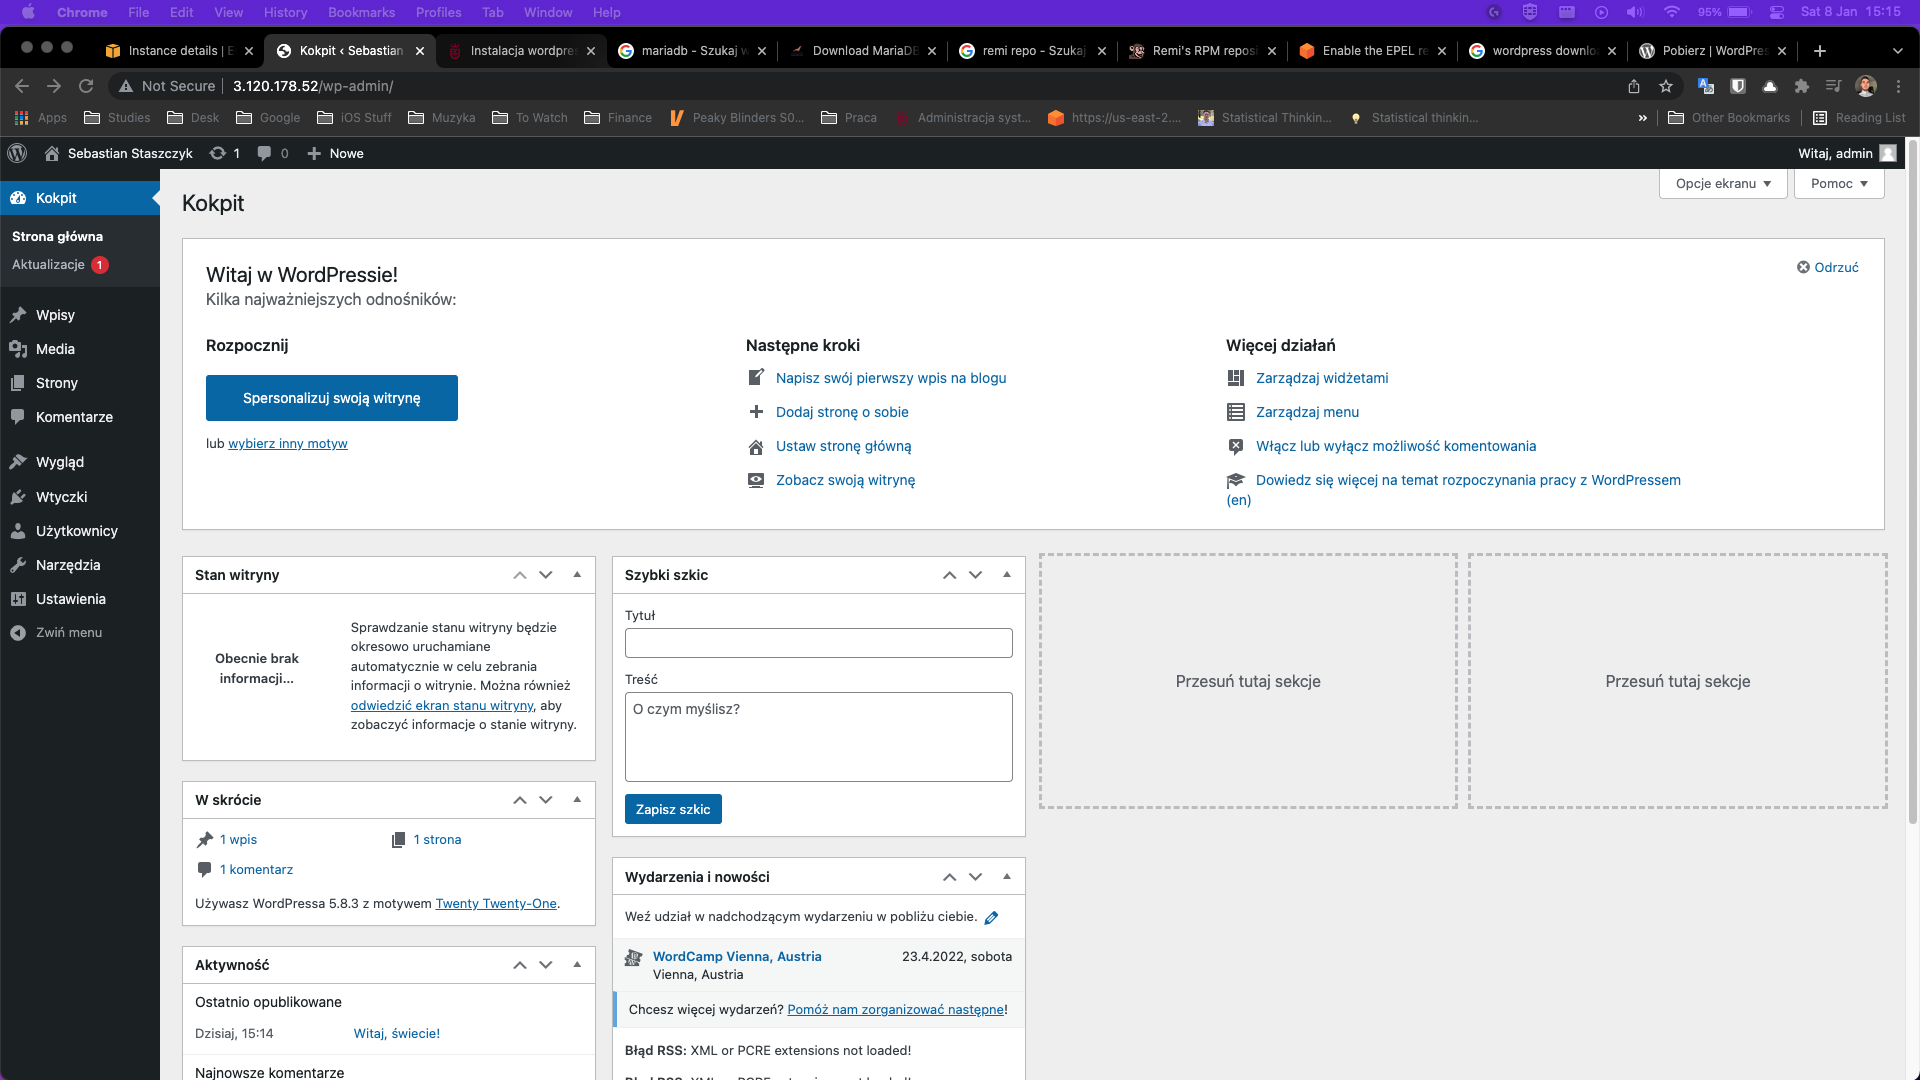 Chrome File Edit View History Bookmarks Profiles Tab Window Help 95% Sat 8 Jan 15:15
Instance details | E Kokpit ‹ Sebastian Instalacja wordpres mariadb - Szukaj w Download MariaDB remi repo - Szukaj Remi's RPM reposi Enable the EPEL re wordpress downlo Pobierz | WordPres
Not Secure 3.120.178.52/wp-admin/
Apps Studies Desk Google iOS Stuff Muzyka To Watch Finance Peaky Blinders S0... Praca Administracja syst... https://us-east-2.... Statistical Thinkin... Statistical thinkin... » Other Bookmarks Reading List
Sebastian Staszczyk 1 0 Nowe Witaj, admin
Opcje ekranu Pomoc
Kokpit
Strona główna
Aktualizacje 1
Wpisy
Media
Strony
Komentarze
Wygląd
Wtyczki
Użytkownicy
Narzędzia
Ustawienia
Zwiń menu
Kokpit
Witaj w WordPressie!
Kilka najważniejszych odnośników:
Odrzuć
Rozpocznij
Spersonalizuj swoją witrynę
lub wybierz inny motyw
Następne kroki
Napisz swój pierwszy wpis na blogu
Dodaj stronę o sobie
Ustaw stronę główną
Zobacz swoją witrynę
Więcej działań
Zarządzaj widżetami
Zarządzaj menu
Włącz lub wyłącz możliwość komentowania
Dowiedz się więcej na temat rozpoczynania pracy z WordPressem
(en)
Stan witryny
Obecnie brak
informacji...
Sprawdzanie stanu witryny będzie
okresowo uruchamiane
automatycznie w celu zebrania
informacji o witrynie. Można również
odwiedzić ekran stanu witryny, aby
zobaczyć informacje o stanie witryny.
W skrócie
1 wpis 1 strona
1 komentarz
Używasz WordPressa 5.8.3 z motywem Twenty Twenty-One.
Aktywność
Ostatnio opublikowane
Dzisiaj, 15:14 Witaj, świecie!
Najnowsze komentarze
Szybki szkic
Tytuł
Treść
O czym myślisz?
Zapisz szkic
Wydarzenia i nowości
Weź udział w nadchodzącym wydarzeniu w pobliżu ciebie.
WordCamp Vienna, Austria 23.4.2022, sobota
Vienna, Austria
Chcesz więcej wydarzeń? Pomóż nam zorganizować następne!
Błąd RSS: XML or PCRE extensions not loaded!
Przesuń tutaj sekcje
Przesuń tutaj sekcje